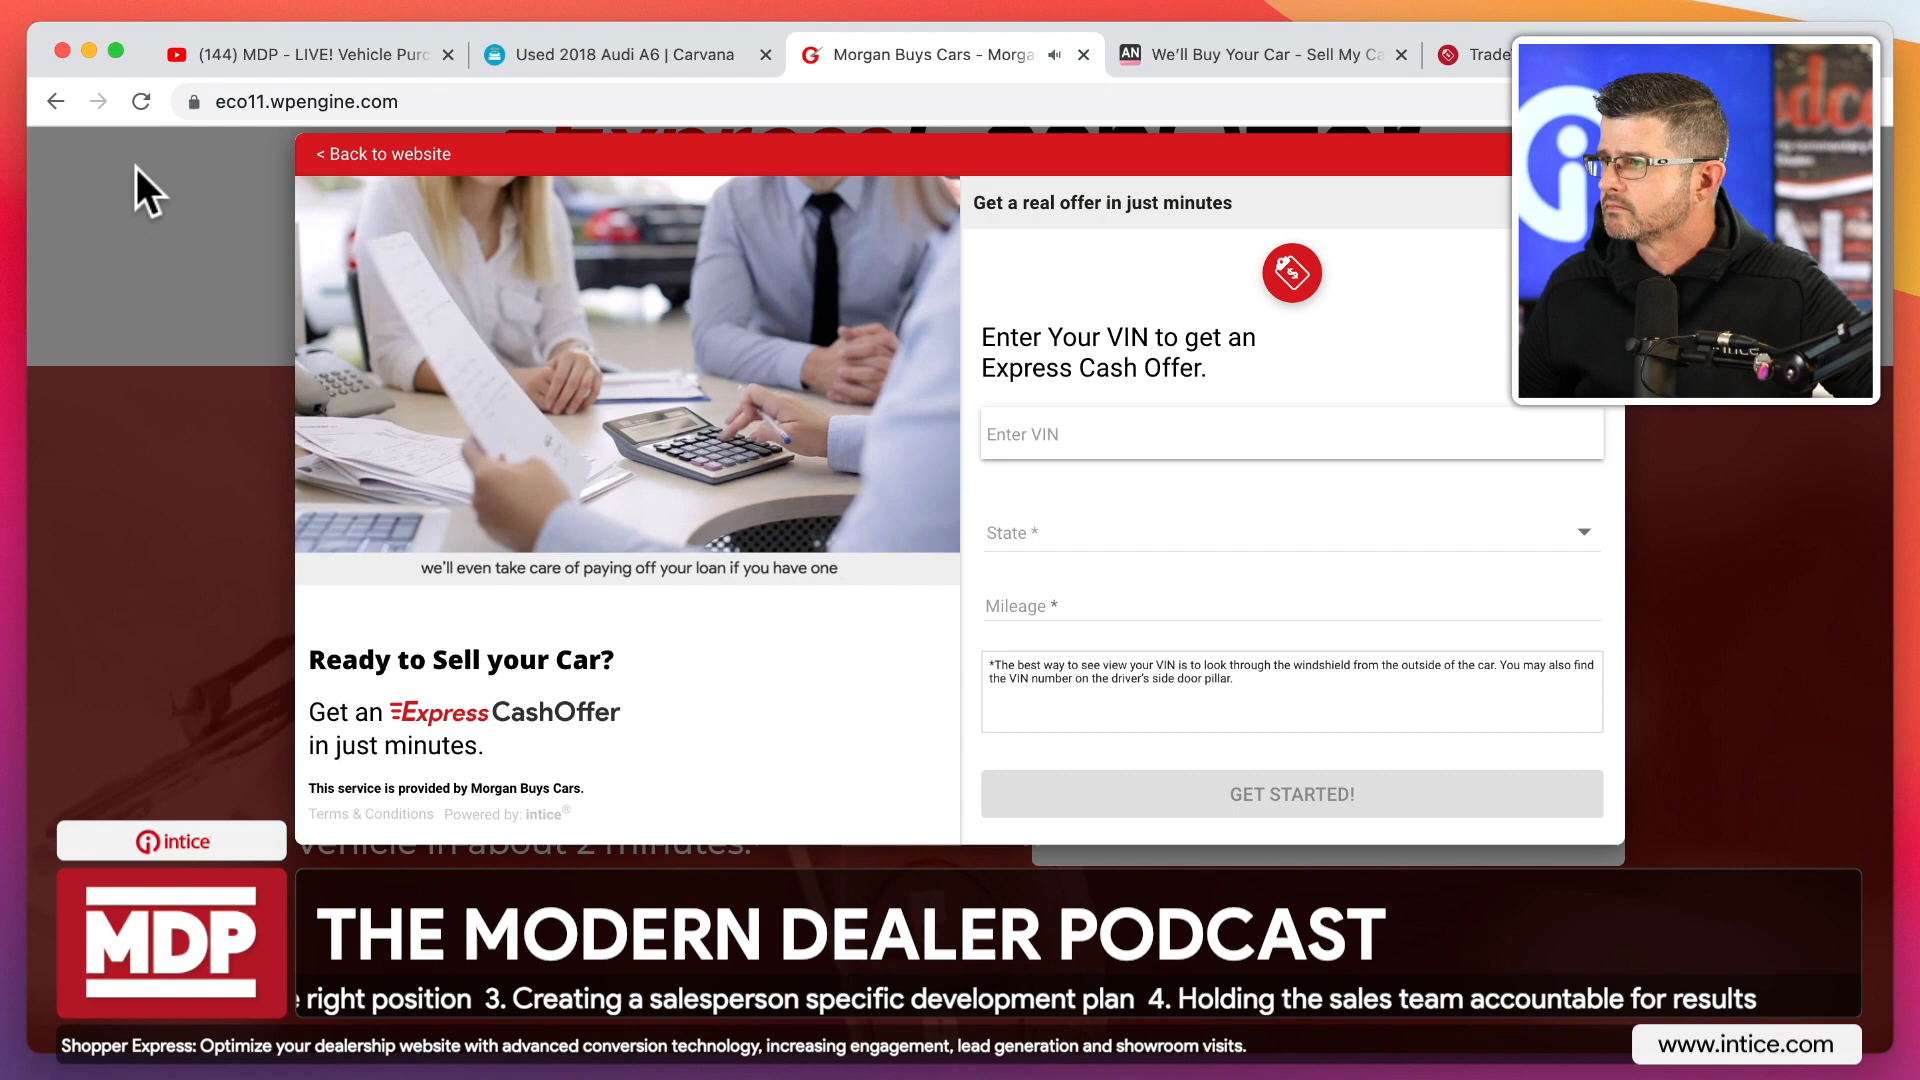 (144) MDP - LIVE! Vehicle Purc
Used 2018 Audi A6 | Carvana
Morgan Buys Cars - Morga
AN
We'll Buy Your Car - Sell My Ca
Trade
eco11.wpengine.com
< Back to website
Get a real offer in just minutes
Enter Your VIN to get an
Express Cash Offer.
Enter VIN
State *
Mileage *
*The best way to see view your VIN is to look through the windshield from the outside of the car. You may also find
the VIN number on the driver's side door pillar.
GET STARTED!
we'll even take care of paying off your loan if you have one
Ready to Sell your Car?
Get an Express CashOffer
in just minutes.
This service is provided by Morgan Buys Cars.
Terms & Conditions Powered by: intice®
vehicle in about 2 minutes.
intice
MDP
THE MODERN DEALER PODCAST
right position 3. Creating a salesperson specific development plan 4. Holding the sales team accountable for results
Shopper Express: Optimize your dealership website with advanced conversion technology, increasing engagement, lead generation and showroom visits.
www.intice.com